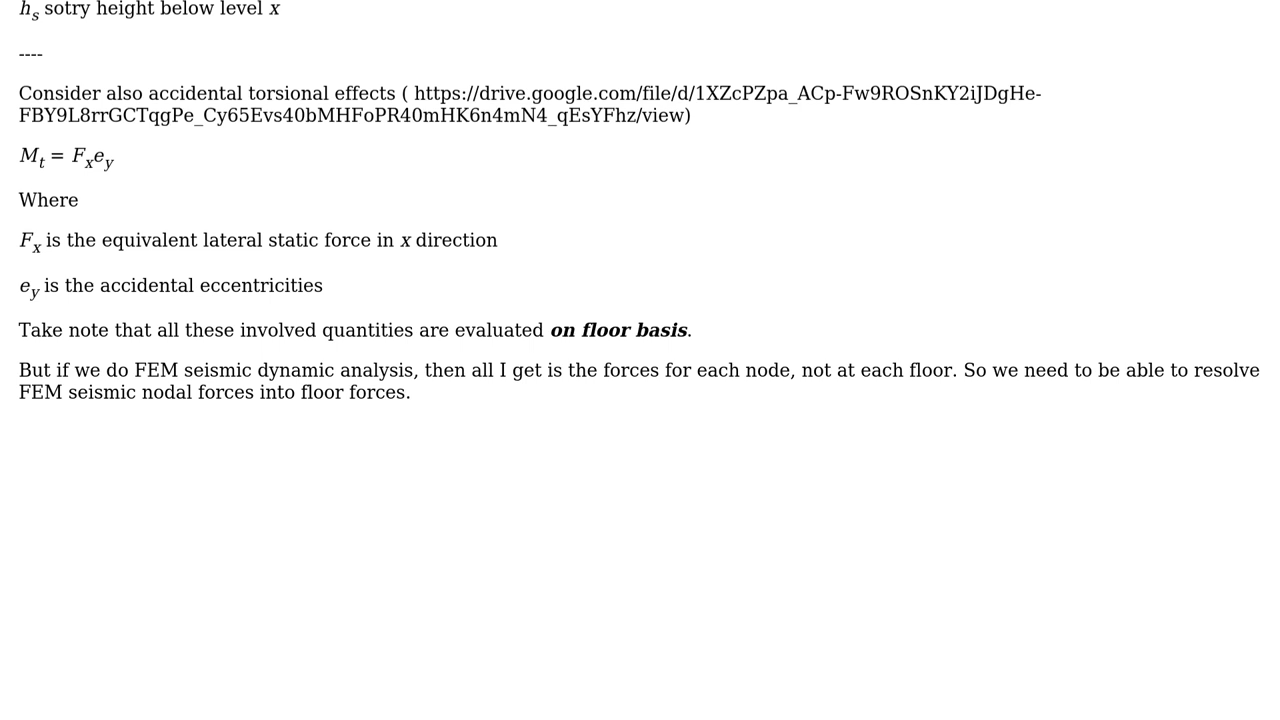 hs sotry height below level x
----
Consider also accidental torsional effects ( https://drive.google.com/file/d/1XZcPZpa_ACp-Fw9ROSnKY2iJDgHe-
FBY9L8rrGCTqgPe_Cy65Evs40bMHFoPR40mHK6n4mN4_qEsYFhz/view)
Mt = Fxey
Where
Fx is the equivalent lateral static force in x direction
ey is the accidental eccentricities
Take note that all these involved quantities are evaluated on floor basis.
But if we do FEM seismic dynamic analysis, then all I get is the forces for each node, not at each floor. So we need to be able to resolve
FEM seismic nodal forces into floor forces.